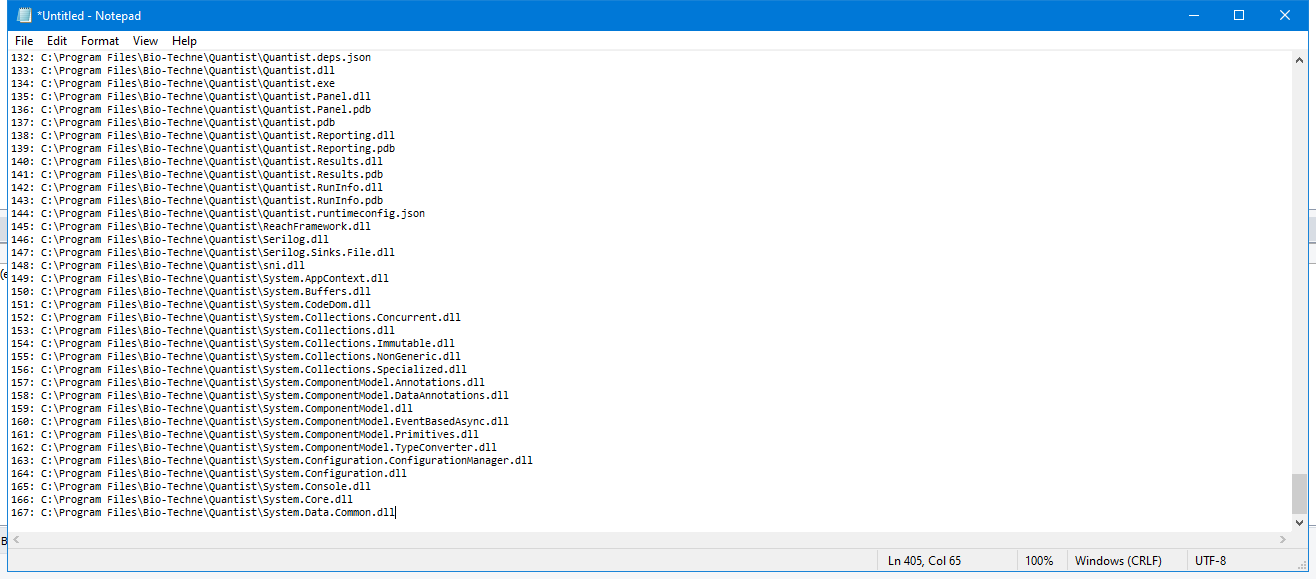 *Untitled - Notepad
File Edit Format View Help
132: C:\Program Files\Bio-Techne\Quantist\Quantist.deps.json
133: C:\Program Files\Bio-Techne\Quantist\Quantist.dll
134: C:\Program Files\Bio-Techne\Quantist\Quantist.exe
135: C:\Program Files\Bio-Techne\Quantist\Quantist.Panel.dll
136: C:\Program Files\Bio-Techne\Quantist\Quantist.Panel.pdb
137: C:\Program Files\Bio-Techne\Quantist\Quantist.pdb
138: C:\Program Files\Bio-Techne\Quantist\Quantist.Reporting.dll
139: C:\Program Files\Bio-Techne\Quantist\Quantist.Reporting.pdb
140: C:\Program Files\Bio-Techne\Quantist\Quantist.Results.dll
141: C:\Program Files\Bio-Techne\Quantist\Quantist.Results.pdb
142: C:\Program Files\Bio-Techne\Quantist\Quantist.RunInfo.dll
143: C:\Program Files\Bio-Techne\Quantist\Quantist.RunInfo.pdb
144: C:\Program Files\Bio-Techne\Quantist\Quantist.runtimeconfig.json
145: C:\Program Files\Bio-Techne\Quantist\ReachFramework.dll
146: C:\Program Files\Bio-Techne\Quantist\Serilog.dll
147: C:\Program Files\Bio-Techne\Quantist\Serilog.Sinks.File.dll
148: C:\Program Files\Bio-Techne\Quantist\sni.dll
149: C:\Program Files\Bio-Techne\Quantist\System.AppContext.dll
150: C:\Program Files\Bio-Techne\Quantist\System.Buffers.dll
151: C:\Program Files\Bio-Techne\Quantist\System.CodeDom.dll
152: C:\Program Files\Bio-Techne\Quantist\System.Collections.Concurrent.dll
153: C:\Program Files\Bio-Techne\Quantist\System.Collections.dll
154: C:\Program Files\Bio-Techne\Quantist\System.Collections.Immutable.dll
155: C:\Program Files\Bio-Techne\Quantist\System.Collections.NonGeneric.dll
156: C:\Program Files\Bio-Techne\Quantist\System.Collections.Specialized.dll
157: C:\Program Files\Bio-Techne\Quantist\System.ComponentModel.Annotations.dll
158: C:\Program Files\Bio-Techne\Quantist\System.ComponentModel.DataAnnotations.dll
159: C:\Program Files\Bio-Techne\Quantist\System.ComponentModel.dll
160: C:\Program Files\Bio-Techne\Quantist\System.ComponentModel.EventBasedAsync.dll
161: C:\Program Files\Bio-Techne\Quantist\System.ComponentModel.Primitives.dll
162: C:\Program Files\Bio-Techne\Quantist\System.ComponentModel.TypeConverter.dll
163: C:\Program Files\Bio-Techne\Quantist\System.Configuration.ConfigurationManager.dll
164: C:\Program Files\Bio-Techne\Quantist\System.Configuration.dll
165: C:\Program Files\Bio-Techne\Quantist\System.Console.dll
166: C:\Program Files\Bio-Techne\Quantist\System.Core.dll
167: C:\Program Files\Bio-Techne\Quantist\System.Data.Common.dll
Ln 405, Col 65 100% Windows (CRLF) UTF-8